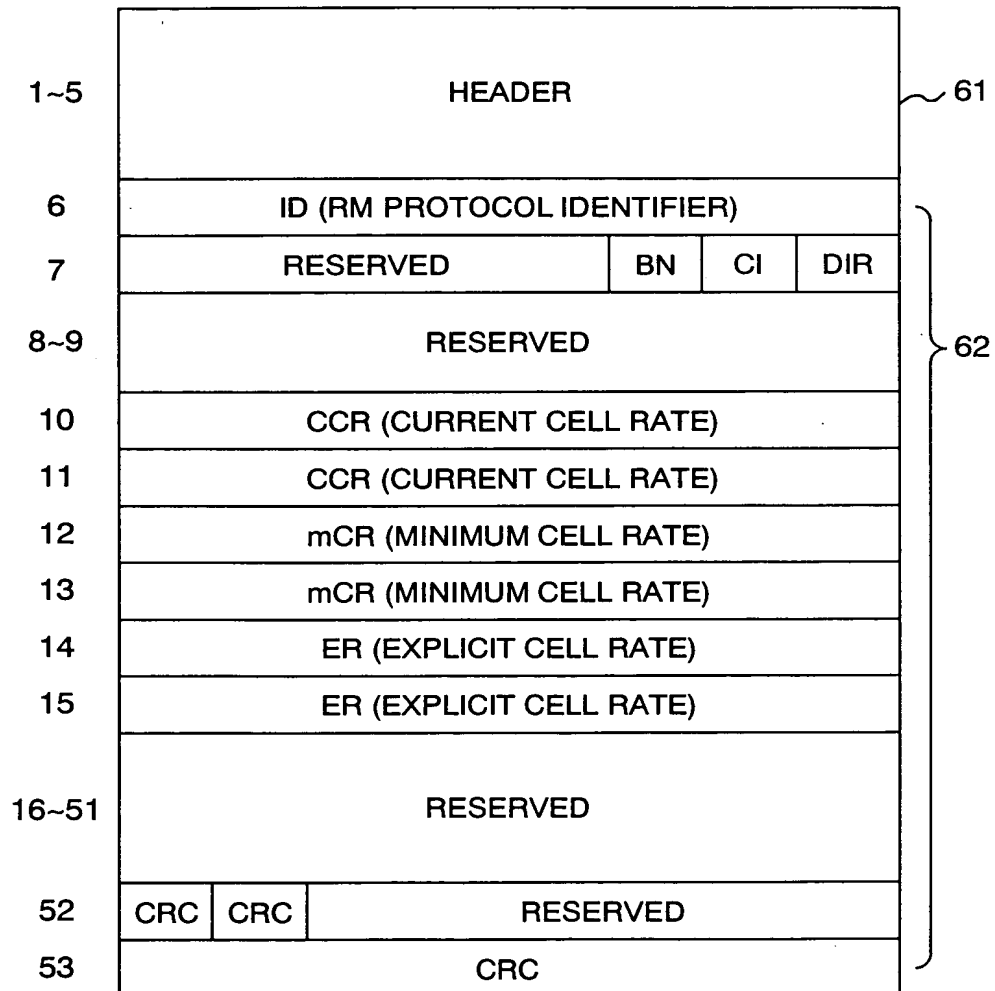 1~5 HEADER 61
6 ID (RM PROTOCOL IDENTIFIER)
7 RESERVED BN CI DIR
8~9 RESERVED 62
10 CCR (CURRENT CELL RATE)
11 CCR (CURRENT CELL RATE)
12 mCR (MINIMUM CELL RATE)
13 mCR (MINIMUM CELL RATE)
14 ER (EXPLICIT CELL RATE)
15 ER (EXPLICIT CELL RATE)
16~51 RESERVED
52 CRC CRC RESERVED
53 CRC